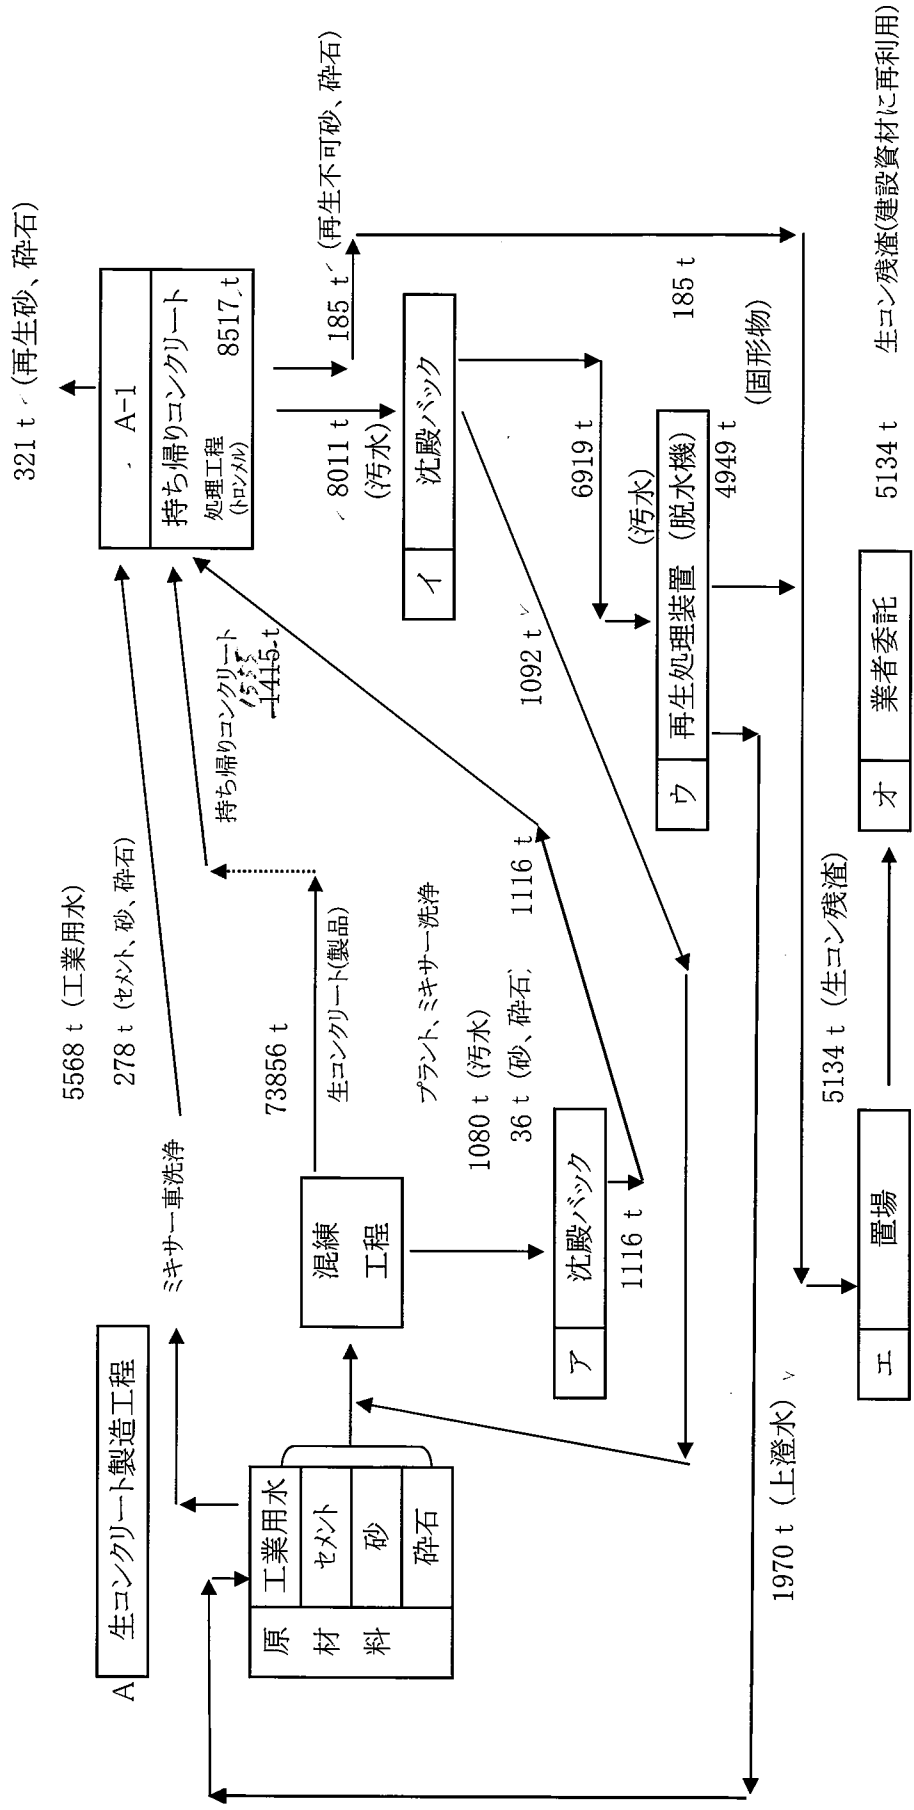 A 生コンクリート製造工程
原材料
工業用水
セメント
砂
砕石
ミキサー車洗浄
5568 t (工業用水)
278 t (セメント、砂、砕石)
混練
工程
73856 t
生コンクリート(製品)
持ち帰りコンクリート
1555
1415 t
プラント、ミキサー洗浄
1080 t (汚水)
36 t (砂、砕石)
ア 沈殿バック
1116 t
1116 t
321 t (再生砂、砕石)
A-1
持ち帰りコンクリート
処理工程
(トロンメル)
8517 t
8011 t
(汚水)
185 t (再生不可砂、砕石)
イ 沈殿バック
1092 t
6919 t
(汚水)
ウ 再生処理装置 (脱水機)
4949 t
(固形物)
185 t
1970 t (上澄水)
5134 t (生コン残渣)
エ 置場
オ 業者委託
5134 t 生コン残渣(建設資材に再利用)